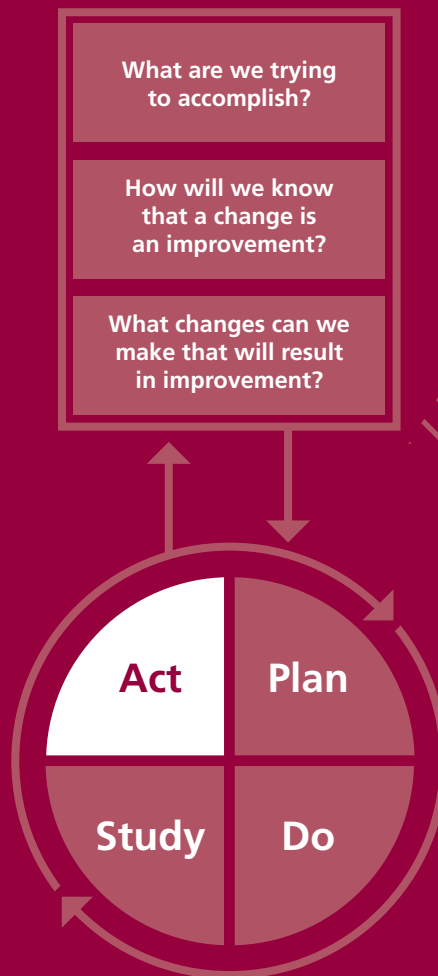 What are we trying
to accomplish?
How will we know
that a change is
an improvement?
What changes can we
make that will result
in improvement?
Act
Plan
Study
Do